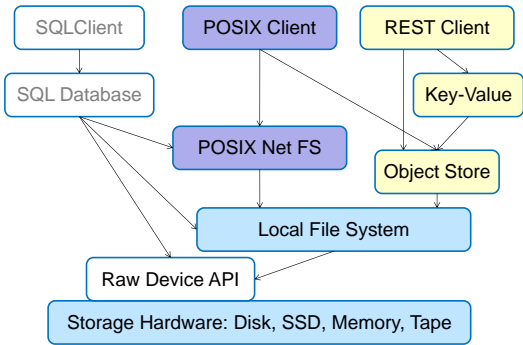 SQLClient
POSIX Client
REST Client
SQL Database
Key-Value
POSIX Net FS
Object Store
Local File System
Raw Device API
Storage Hardware: Disk, SSD, Memory, Tape